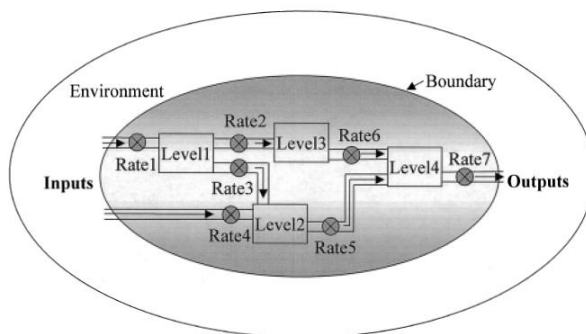 Environment
Boundary
Rate2
Level3
Rate6
Level1
Rate1
Level4
Rate7
Rate3
Inputs
Outputs
Rate4
Level2
Rate5